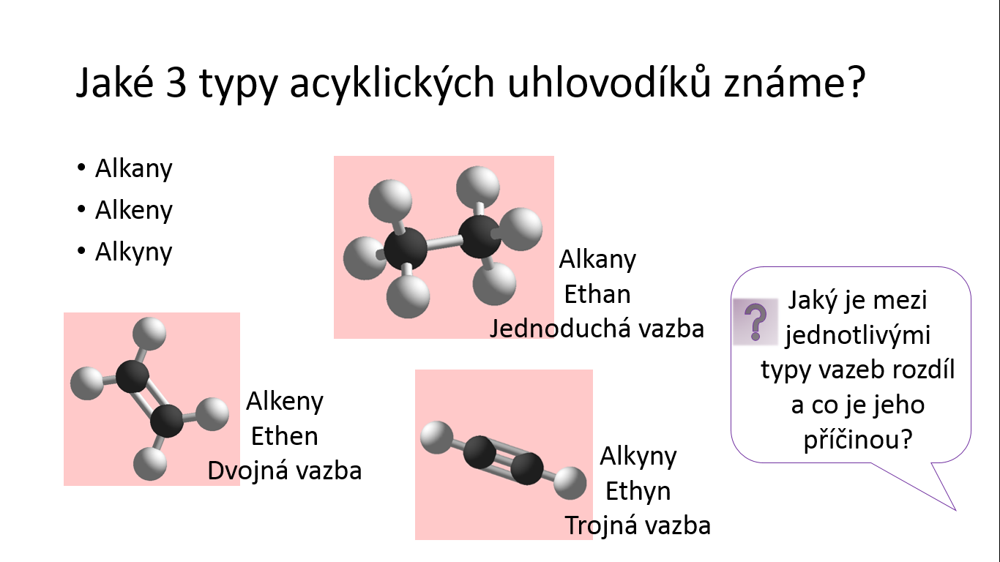 Jaké 3 typy acyklických uhlovodíků známe?
• Alkany
• Alkeny
• Alkyny
Alkany
Ethan
Jednoduchá vazba
Alkeny
Ethen
Dvojná vazba
Alkyny
Ethyn
Trojná vazba
?
Jaký je mezi
jednotlivými
typy vazeb rozdíl
a co je jeho
příčinou?